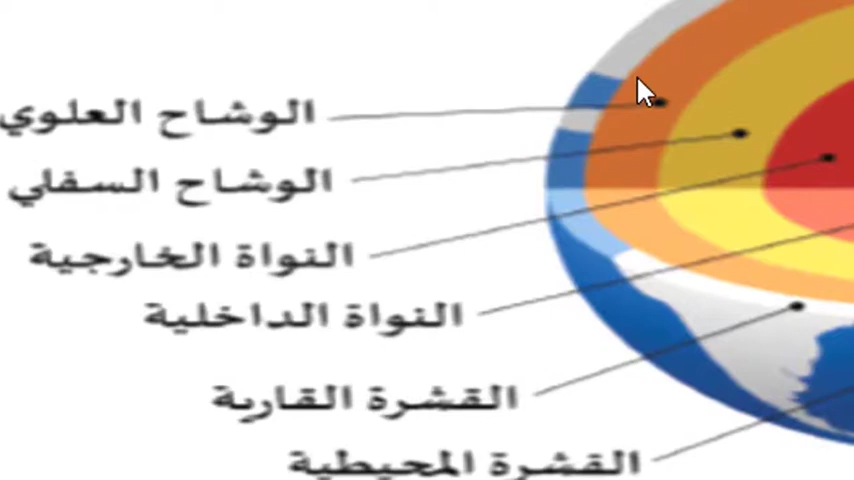 الوشاح العلوي
الوشاح السفلي
النواة الخارجية
النواة الداخلية
القشرة القارية
القشرة المحيطية